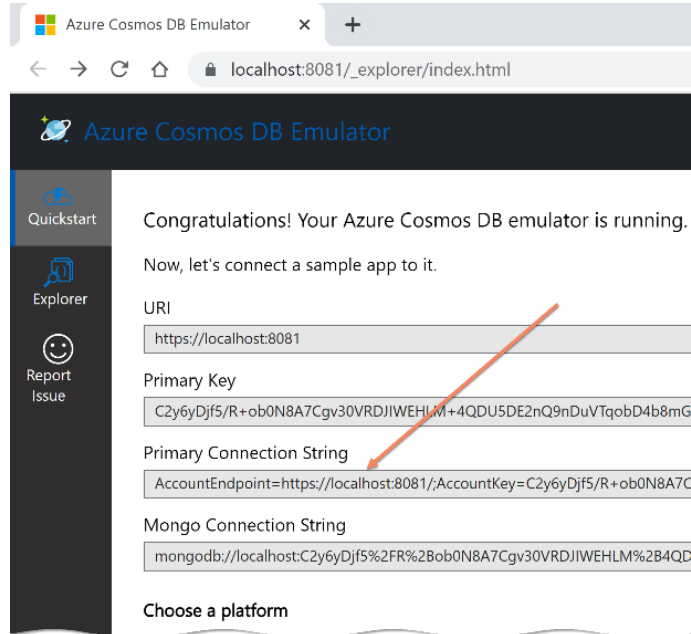 Azure Cosmos DB Emulator
localhost:8081/_explorer/index.html
Azure Cosmos DB Emulator
Quickstart
Explorer
Report
Issue
Congratulations! Your Azure Cosmos DB emulator is running.
Now, let's connect a sample app to it.
URI
https://localhost:8081
Primary Key
C2y6yDjf5/R+ob0N8A7Cgv30VRDJIWEHLM+4QDU5DE2nQ9nDuVTqobD4b8mG
Primary Connection String
AccountEndpoint=https://localhost:8081/;AccountKey=C2y6yDjf5/R+ob0N8A7C
Mongo Connection String
mongodb://localhost:C2y6yDjf5%2FR%2Bob0N8A7Cgv30VRDJIWEHLM%2B4QD
Choose a platform